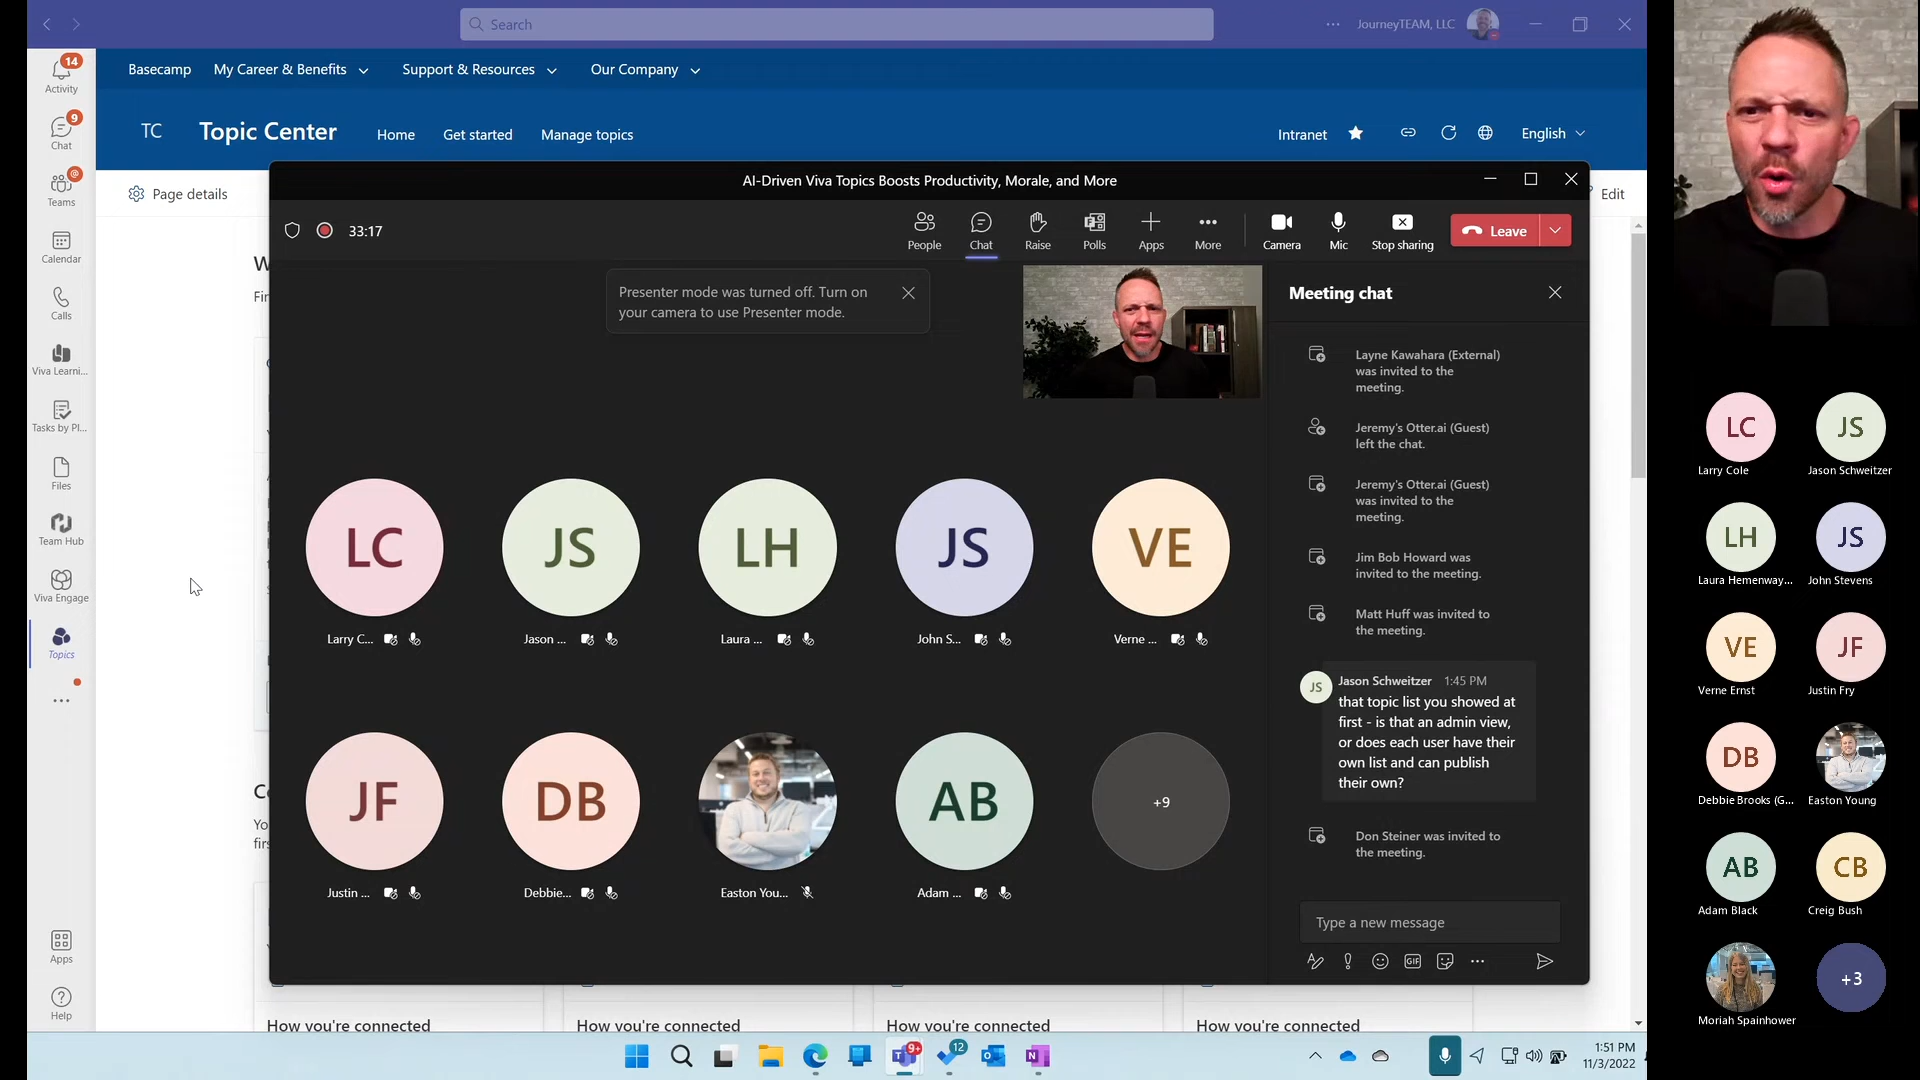 Search
JourneyTEAM, LLC
14
Activity
9
Chat
@
Teams
Calendar
Calls
Viva Learni...
Tasks by Pl...
Files
Team Hub
Viva Engage
Topics
Apps
Help
Basecamp
My Career & Benefits
Support & Resources
Our Company
TC
Topic Center
Home
Get started
Manage topics
Intranet
English
Page details
Edit
AI-Driven Viva Topics Boosts Productivity, Morale, and More
33:17
People
Chat
Raise
Polls
Apps
More
Camera
Mic
Stop sharing
Leave
Presenter mode was turned off. Turn on
your camera to use Presenter mode.
LC
Larry C...
JS
Jason ...
LH
Laura ...
JS
John S...
VE
Verne ...
JF
Justin ...
DB
Debbie...
Easton You...
AB
Adam ...
+9
Meeting chat
Layne Kawahara (External)
was invited to the
meeting.
Jeremy's Otter.ai (Guest)
left the chat.
Jeremy's Otter.ai (Guest)
was invited to the
meeting.
Jim Bob Howard was
invited to the meeting.
Matt Huff was invited to
the meeting.
JS
Jason Schweitzer 1:45 PM
that topic list you showed at
first - is that an admin view,
or does each user have their
own list and can publish
their own?
Don Steiner was invited to
the meeting.
Type a new message
GIF
How you're connected
How you're connected
How you're connected
How you're connected
9+
12
1:51 PM
11/3/2022
LC
Larry Cole
JS
Jason Schweitzer
LH
Laura Hemenway...
JS
John Stevens
VE
Verne Ernst
JF
Justin Fry
DB
Debbie Brooks (G...
Easton Young
AB
Adam Black
CB
Creig Bush
Moriah Spainhower
+3